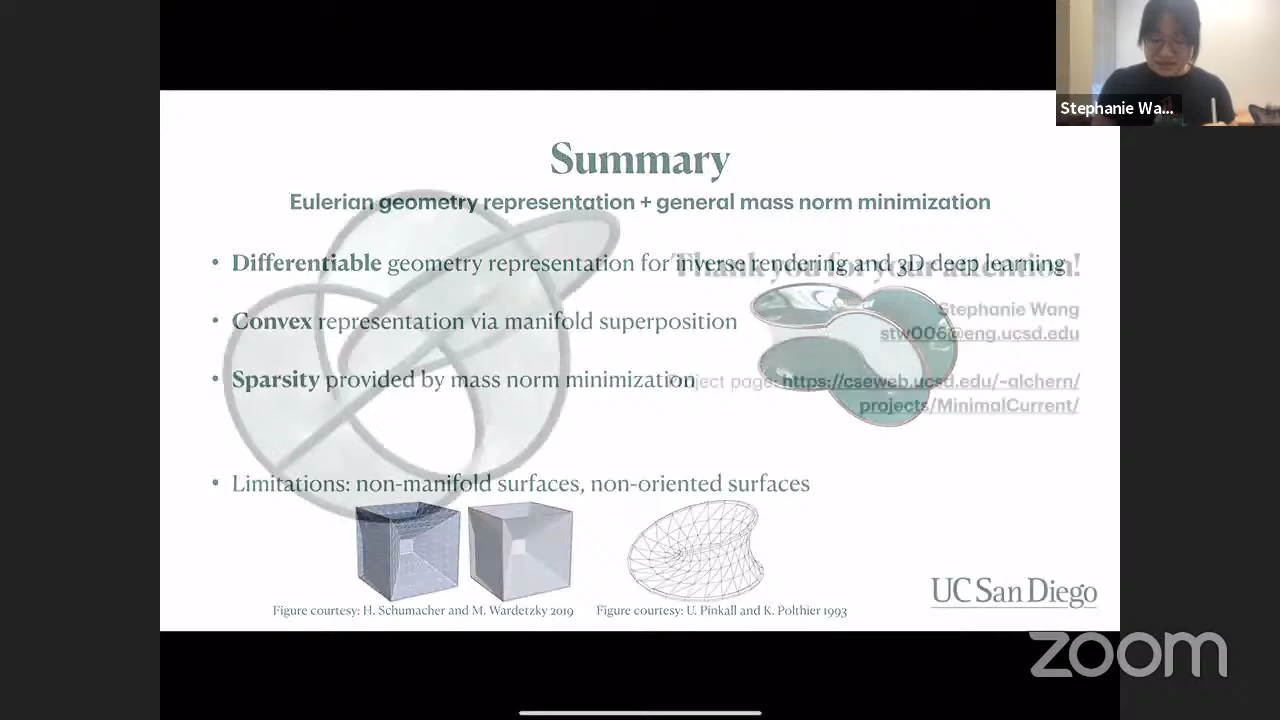 Stephanie Wa...
Summary
Eulerian geometry representation + general mass norm minimization
• Differentiable geometry representation for inverse rendering and 3D deep learning
Thank you for your attention!
Stephanie Wang
stw006@eng.ucsd.edu
• Convex representation via manifold superposition
• Sparsity provided by mass norm minimization
Project page: https://cseweb.ucsd.edu/~alchern/
projects/MinimalCurrent/
• Limitations: non-manifold surfaces, non-oriented surfaces
Figure courtesy: H. Schumacher and M. Wardetzky 2019
Figure courtesy: U. Pinkall and K. Polthier 1993
UC San Diego
zoom